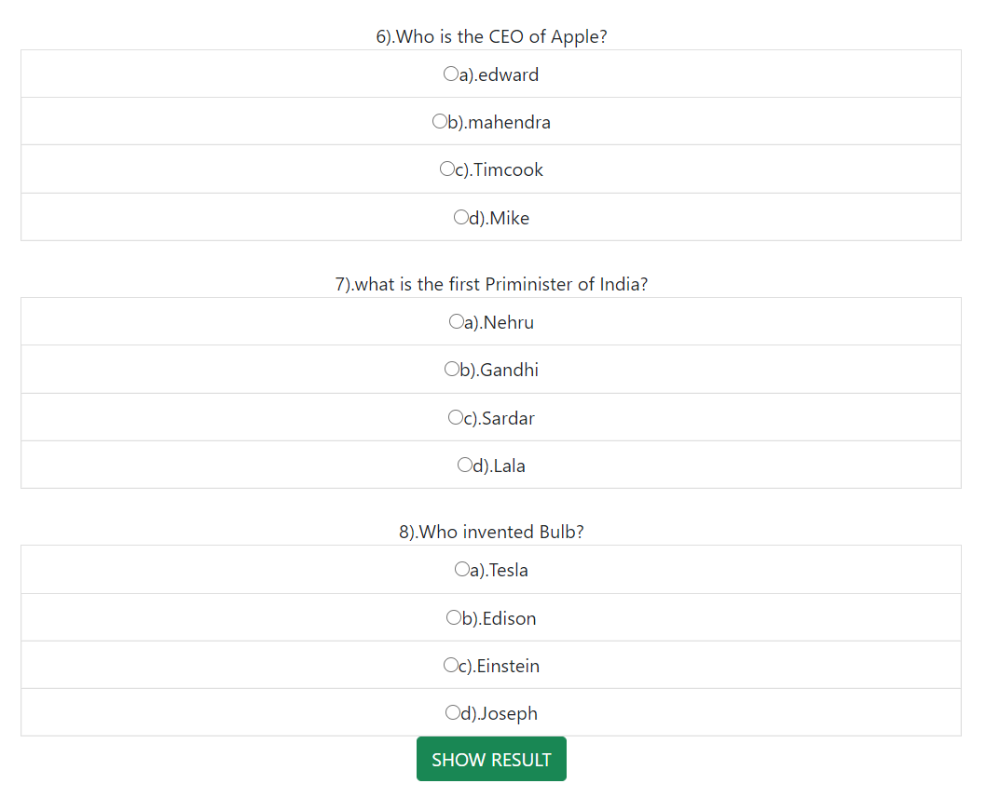 6).Who is the CEO of Apple?
a).edward
b).mahendra
c).Timcook
d).Mike
7).what is the first Priminister of India?
a).Nehru
b).Gandhi
c).Sardar
d).Lala
8).Who invented Bulb?
a).Tesla
b).Edison
c).Einstein
d).Joseph
SHOW RESULT